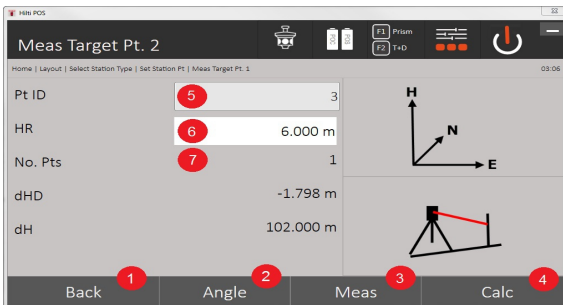 Hilti POS
Meas Target Pt. 2
POC
POS
F1 Prism
F2 T+D
Home | Layout | Select Station Type | Set Station Pt | Meas Target Pt. 1
03:06
Pt ID 5 3
HR 6 6.000 m
No. Pts 7 1
dHD -1.798 m
dH 102.000 m
H
N
E
1 2 3 4
Back Angle Meas Calc